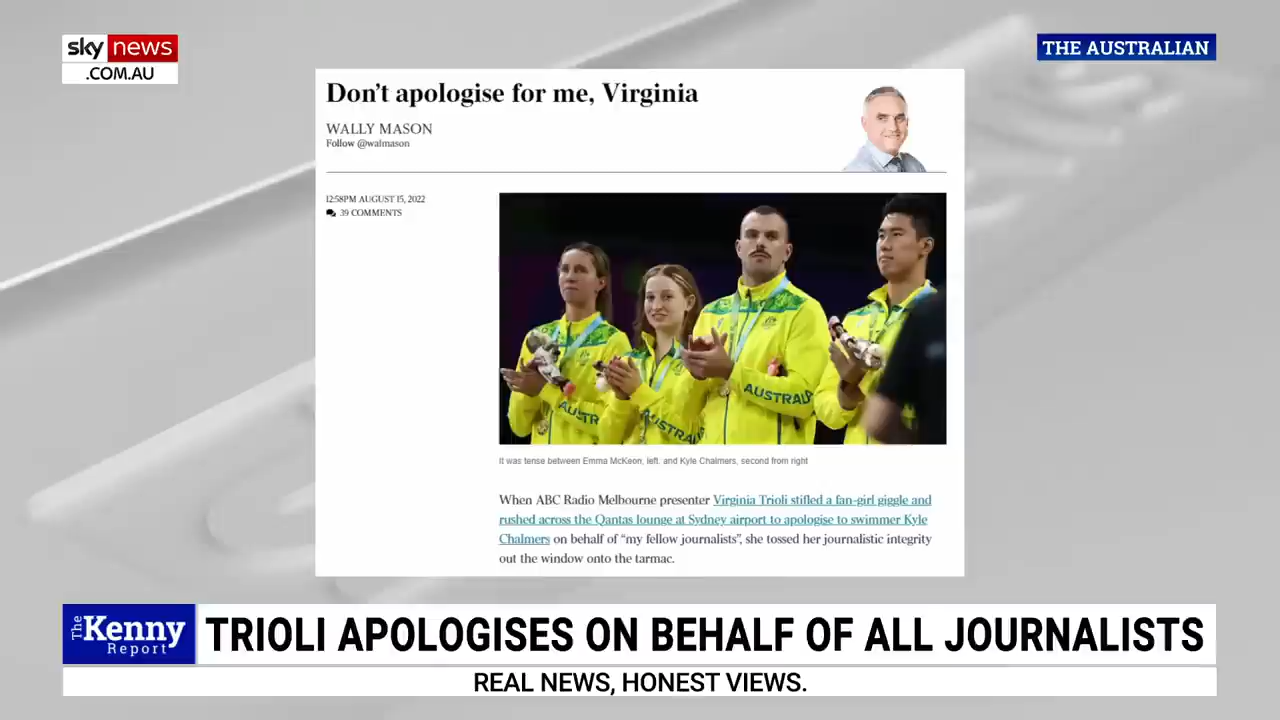 sky news
.COM.AU
THE AUSTRALIAN
Don't apologise for me, Virginia
WALLY MASON
Follow @walmason
12:58PM AUGUST 15, 2022
39 COMMENTS
AUSTR
AUSTRAL
AUSTRALI
It was tense between Emma McKeon, left. and Kyle Chalmers, second from right
When ABC Radio Melbourne presenter Virginia Trioli stifled a fan-girl giggle and
rushed across the Qantas lounge at Sydney airport to apologise to swimmer Kyle
Chalmers on behalf of “my fellow journalists”, she tossed her journalistic integrity
out the window onto the tarmac.
The Kenny Report
TRIOLI APOLOGISES ON BEHALF OF ALL JOURNALISTS
REAL NEWS, HONEST VIEWS.